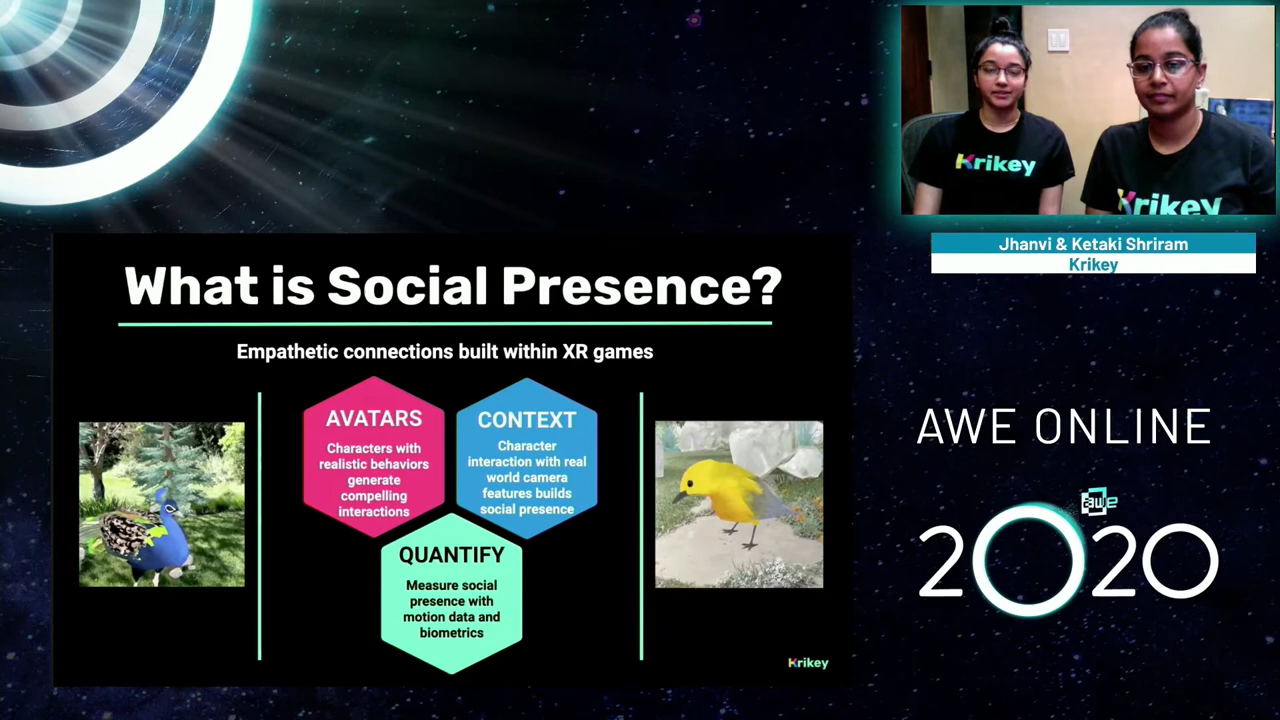 Krikey
Krikey
Jhanvi & Ketaki Shriram
Krikey
What is Social Presence?
Empathetic connections built within XR games
AVATARS
Characters with
realistic behaviors
generate
compelling
interactions
CONTEXT
Character
interaction with real
world camera
features builds
social presence
QUANTIFY
Measure social
presence with
motion data and
biometrics
Krikey
AWE ONLINE
awe
2020